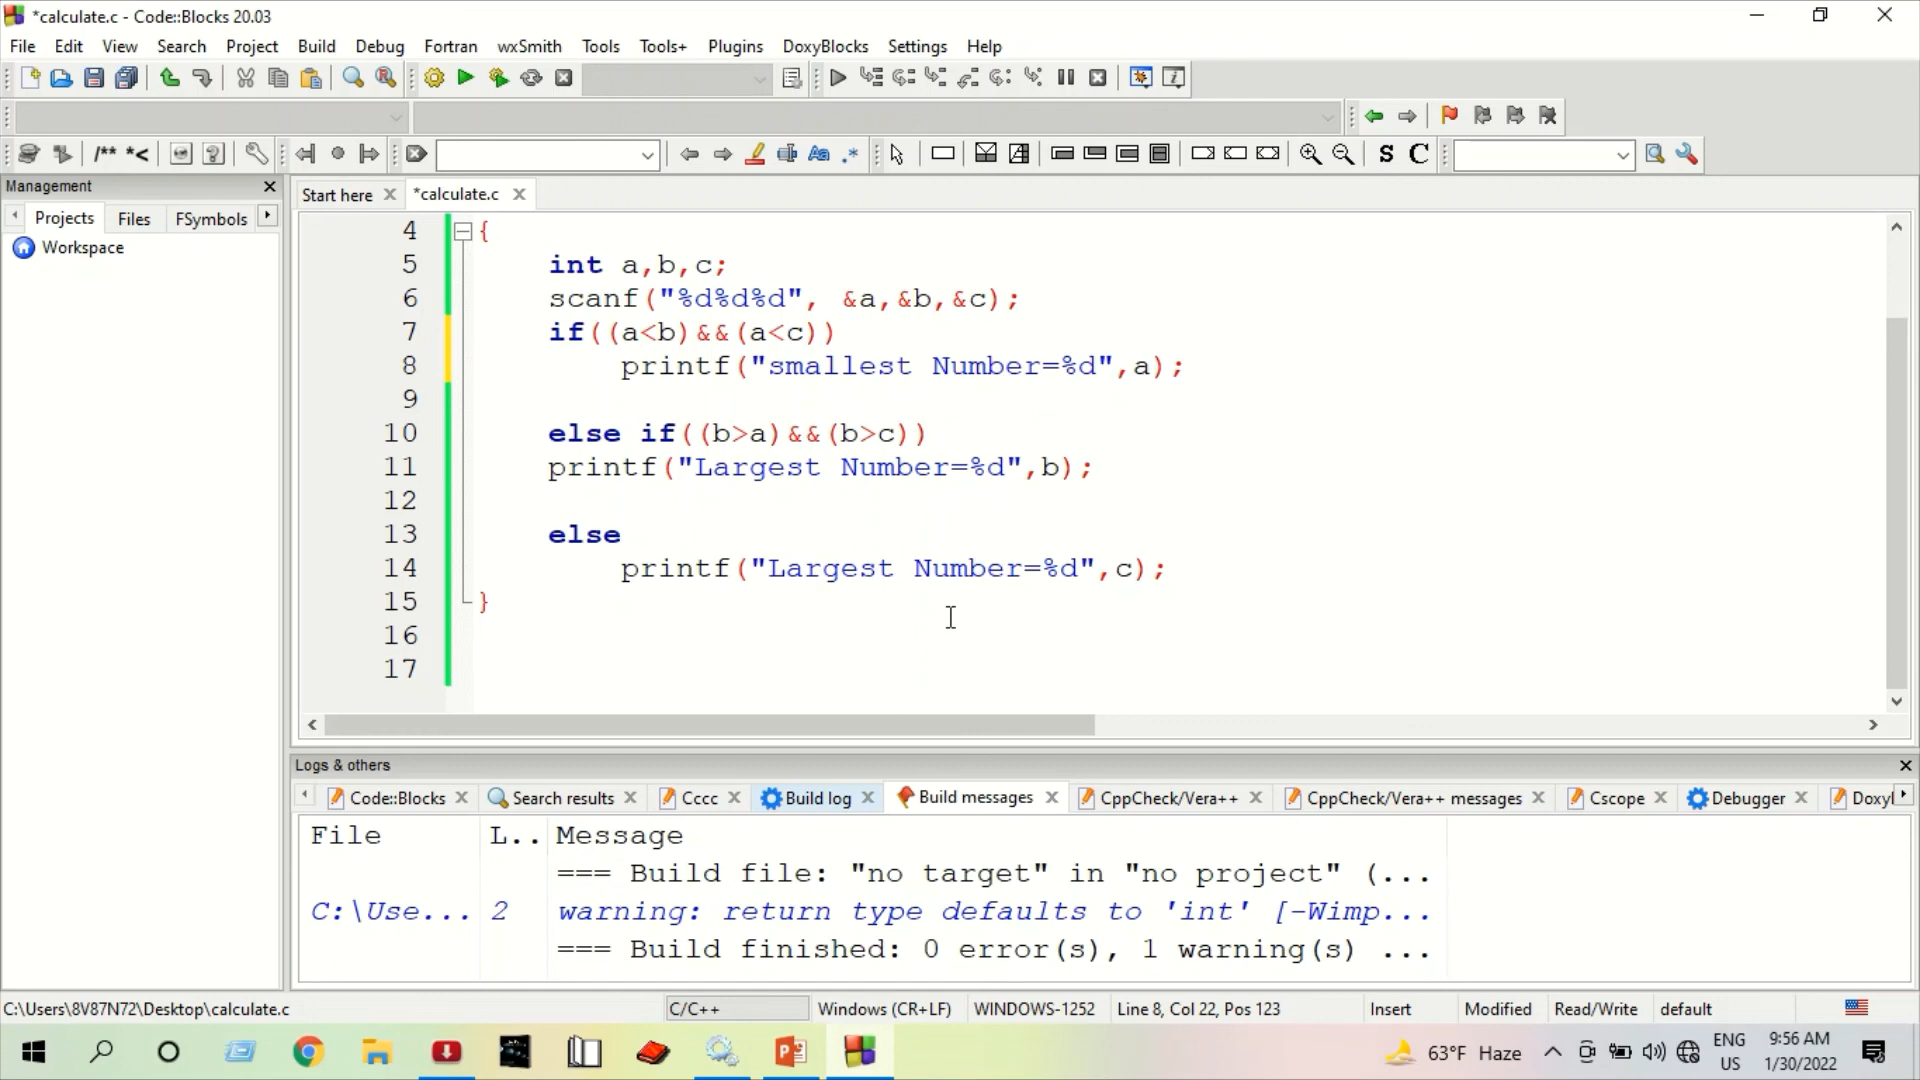 *calculate.c - Code::Blocks 20.03
File Edit View Search Project Build Debug Fortran wxSmith Tools Tools+ Plugins DoxyBlocks Settings Help
/** *< Aa .* S C
Management
Start here *calculate.c
Projects Files FSymbols
Workspace
4 {
5 int a,b,c;
6 scanf("%d%d%d", &a,&b,&c);
7 if((a<b)&&(a<c))
8 printf("smallest Number=%d",a);
9
10 else if((b>a)&&(b>c))
11 printf("Largest Number=%d",b);
12
13 else
14 printf("Largest Number=%d",c);
15 }
16
17
Logs & others
Code::Blocks Search results Cccc Build log Build messages CppCheck/Vera++ CppCheck/Vera++ messages Cscope Debugger Doxyl
File L.. Message
=== Build file: "no target" in "no project" (...
C:\Use... 2 warning: return type defaults to 'int' [-Wimp...
=== Build finished: 0 error(s), 1 warning(s) ...
C:\Users\8V87N72\Desktop\calculate.c C/C++ Windows (CR+LF) WINDOWS-1252 Line 8, Col 22, Pos 123 Insert Modified Read/Write default
63°F Haze ENG US 9:56 AM 1/30/2022